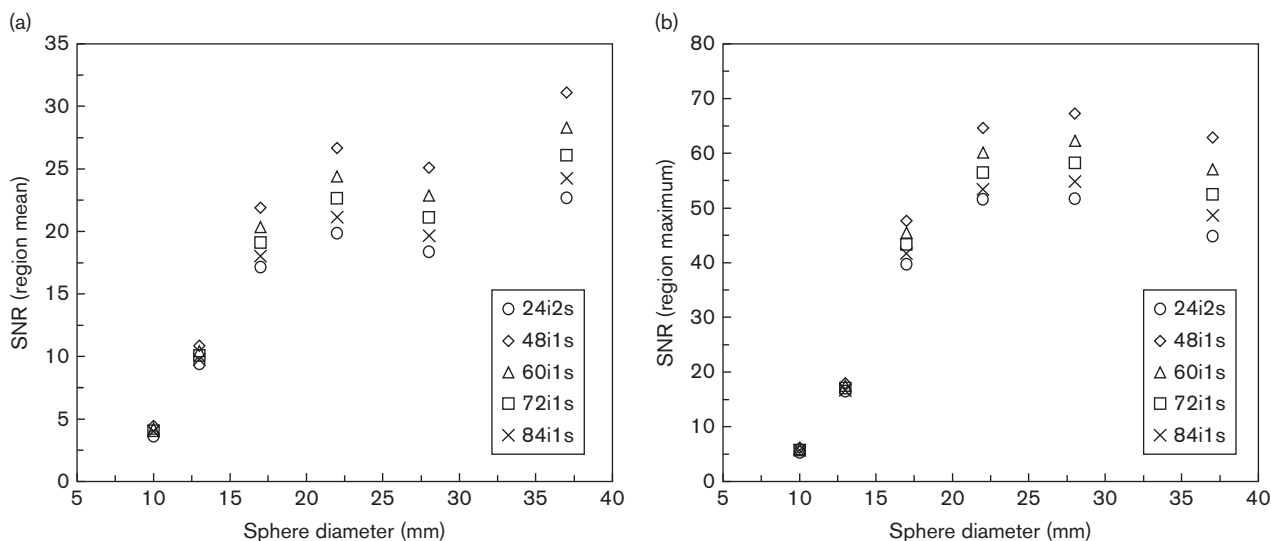 (a)
35
30
25
20
15
10
5
0
SNR (region mean)
5 10 15 20 25 30 35 40
Sphere diameter (mm)
24i2s
48i1s
60i1s
72i1s
84i1s
(b)
80
70
60
50
40
30
20
10
0
SNR (region maximum)
5 10 15 20 25 30 35 40
Sphere diameter (mm)
24i2s
48i1s
60i1s
72i1s
84i1s